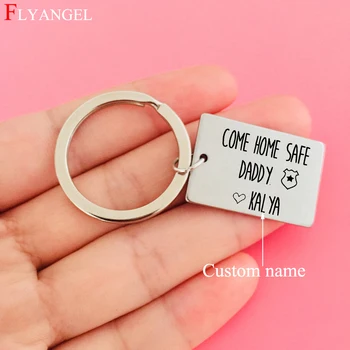 FLYANGEL
COME HOME SAFE
DADDY
KALYA
Custom name